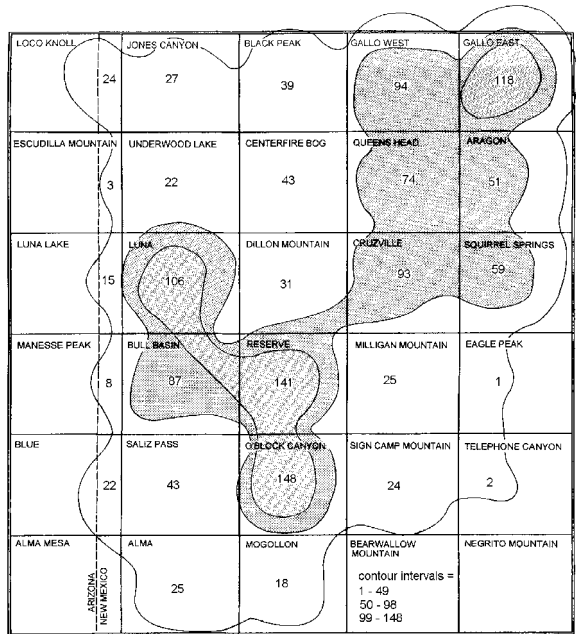 LOCO KNOLL JONES CANYON BLACK PEAK GALLO WEST GALLO EAST
24 27 39 94 118
ESCUDILLA MOUNTAIN UNDERWOOD LAKE CENTERFIRE BOG QUEENS HEAD ARAGON
3 22 43 74 51
LUNA LAKE LUNA DILLON MOUNTAIN CRUZVILLE SQUIRREL SPRINGS
15 106 31 93 59
MANESSE PEAK BULL BASIN RESERVE MILLIGAN MOUNTAIN EAGLE PEAK
8 87 141 25 1
BLUE SALIZ PASS O BLOCK CANYON SIGN CAMP MOUNTAIN TELEPHONE CANYON
22 43 148 24 2
ALMA MESA ALMA MOGOLLON BEARWALLOW NEGRITO MOUNTAIN
MOUNTAIN
ARIZONA
NEW MEXICO
25 18
contour intervals =
1 - 49
50 - 98
99 - 148